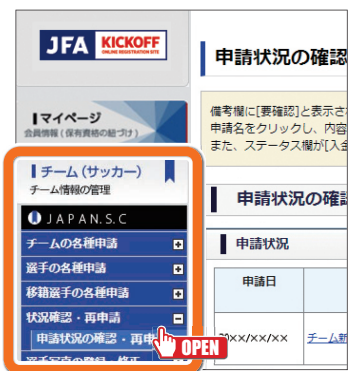 JFA KICKOFF
ONLINE REGISTRATION SITE
マイページ
会員情報(保有資格の紐づけ)
チーム(サッカー)
チーム情報の管理
JAPAN.S.C
チームの各種申請
選手の各種申請
移籍選手の各種申請
状況確認・再申請
申請状況の確認・再申
OPEN
申請状況の確認
備考欄に[要確認]と表示さ
申請名をクリックし、内容
また、ステータス欄が[入金
申請状況の確認
申請状況
申請日
20××/××/××
チーム新